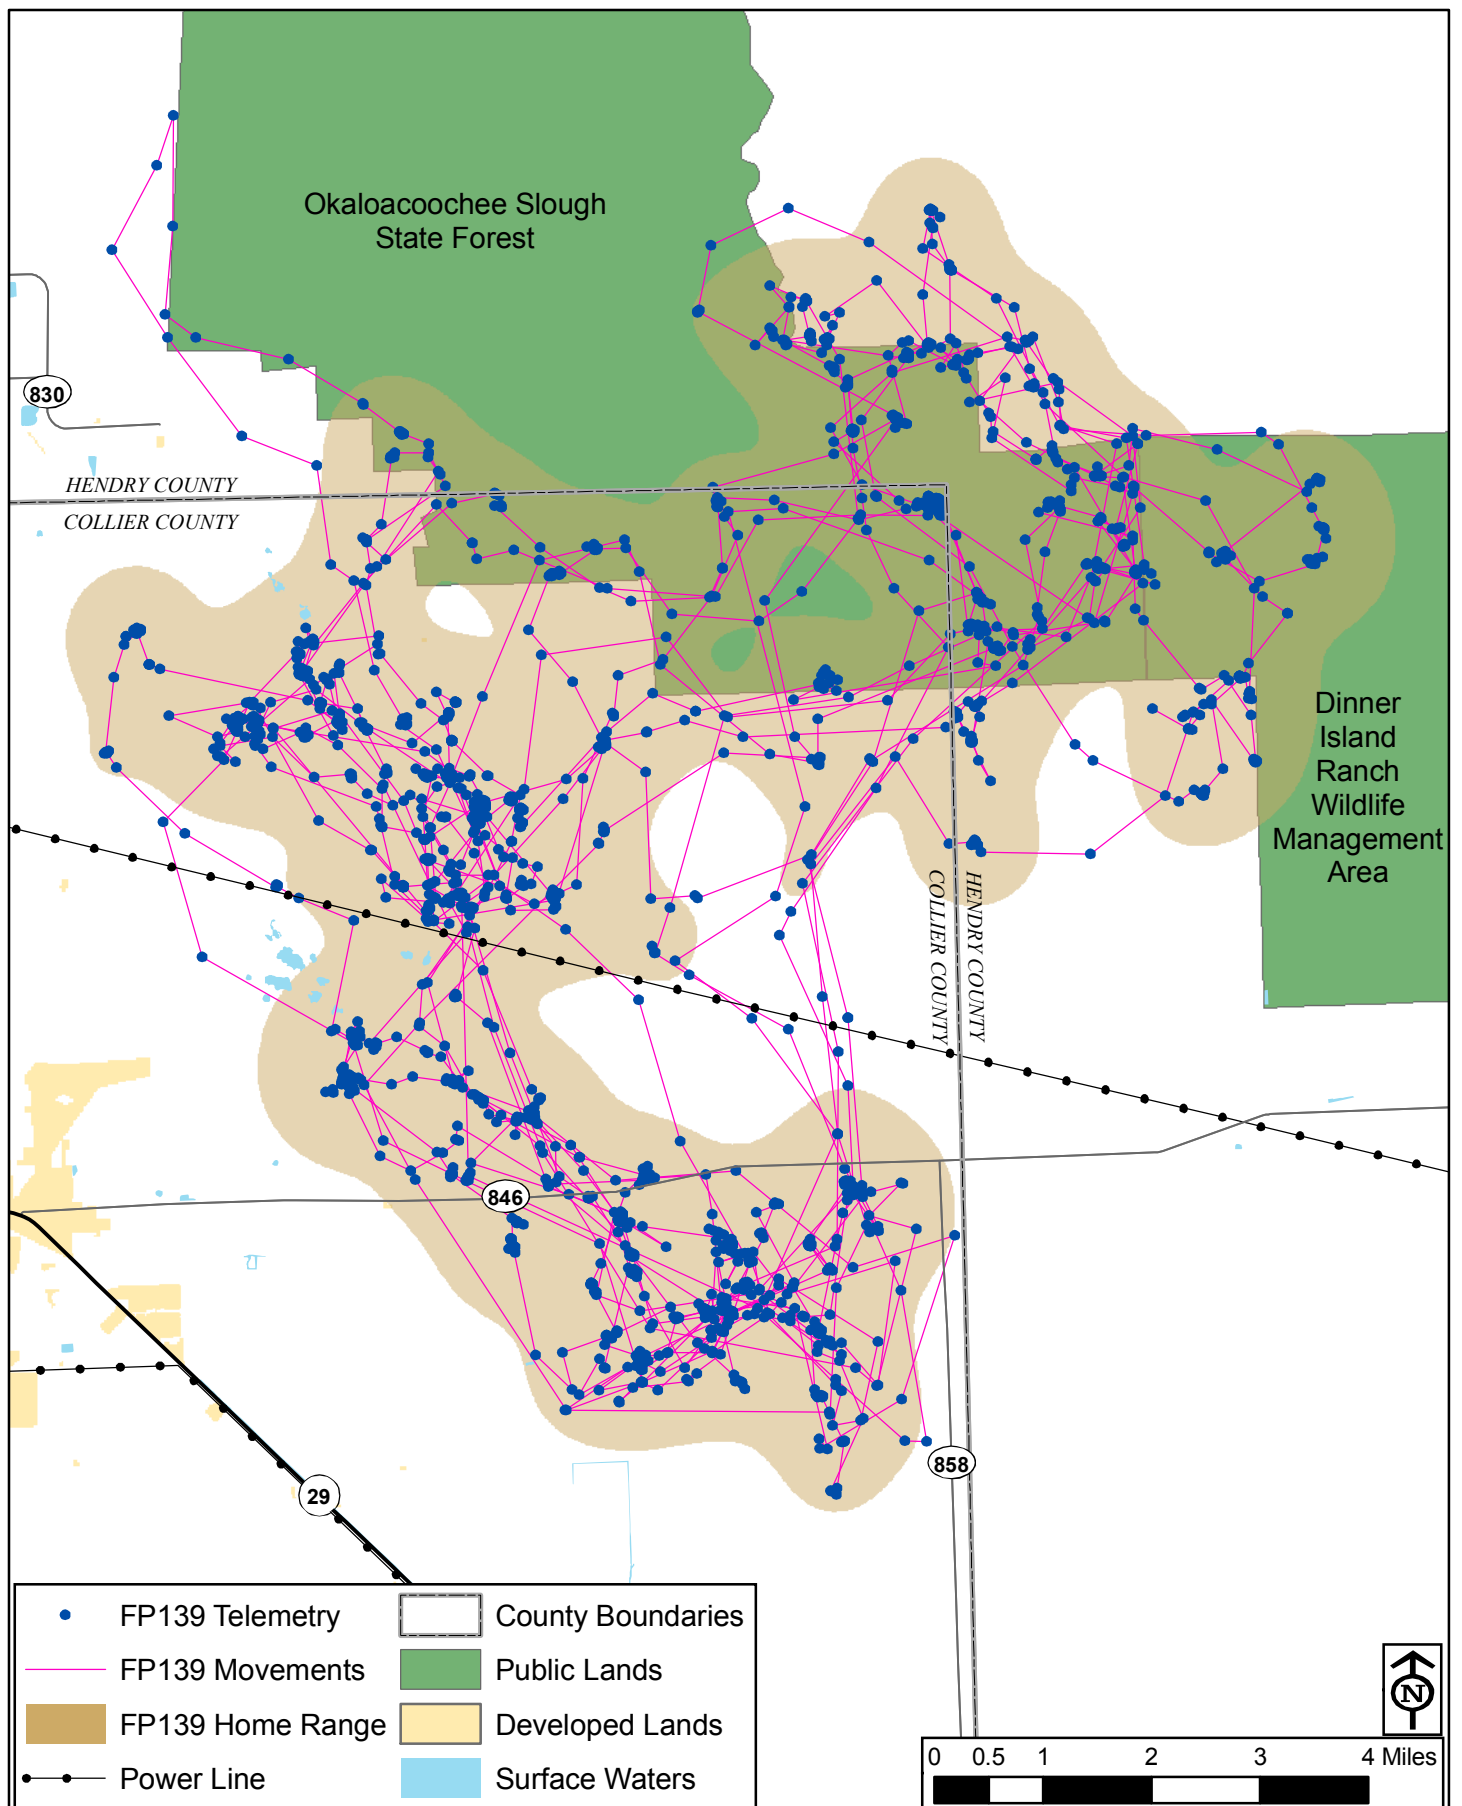 Okaloacoochee Slough
State Forest
830
HENDRY COUNTY
COLLIER COUNTY
Dinner
Island
Ranch
Wildlife
Management
Area
COLLIER COUNTY
HENDRY COUNTY
846
858
29
FP139 Telemetry
FP139 Movements
FP139 Home Range
Power Line
County Boundaries
Public Lands
Developed Lands
Surface Waters
N
0 0.5 1 2 3 4 Miles